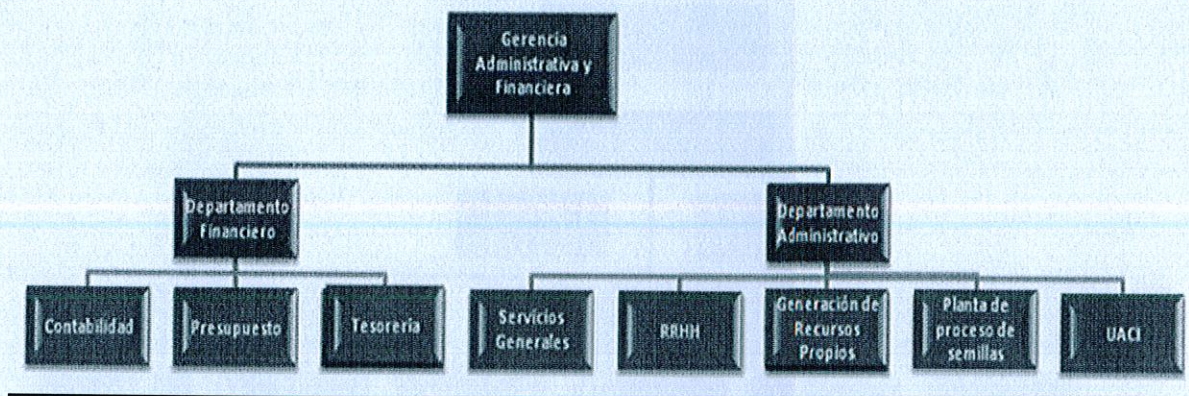 Gerencia
Administrativa y
Financiera
Departamento
Financiero
Departamento
Administrativo
Contabilidad
Presupuesto
Tesoreria
Servicios
Generales
RRHH
Generación de
Recursos
Propios
Planta de
proceso de
semillas
UACI